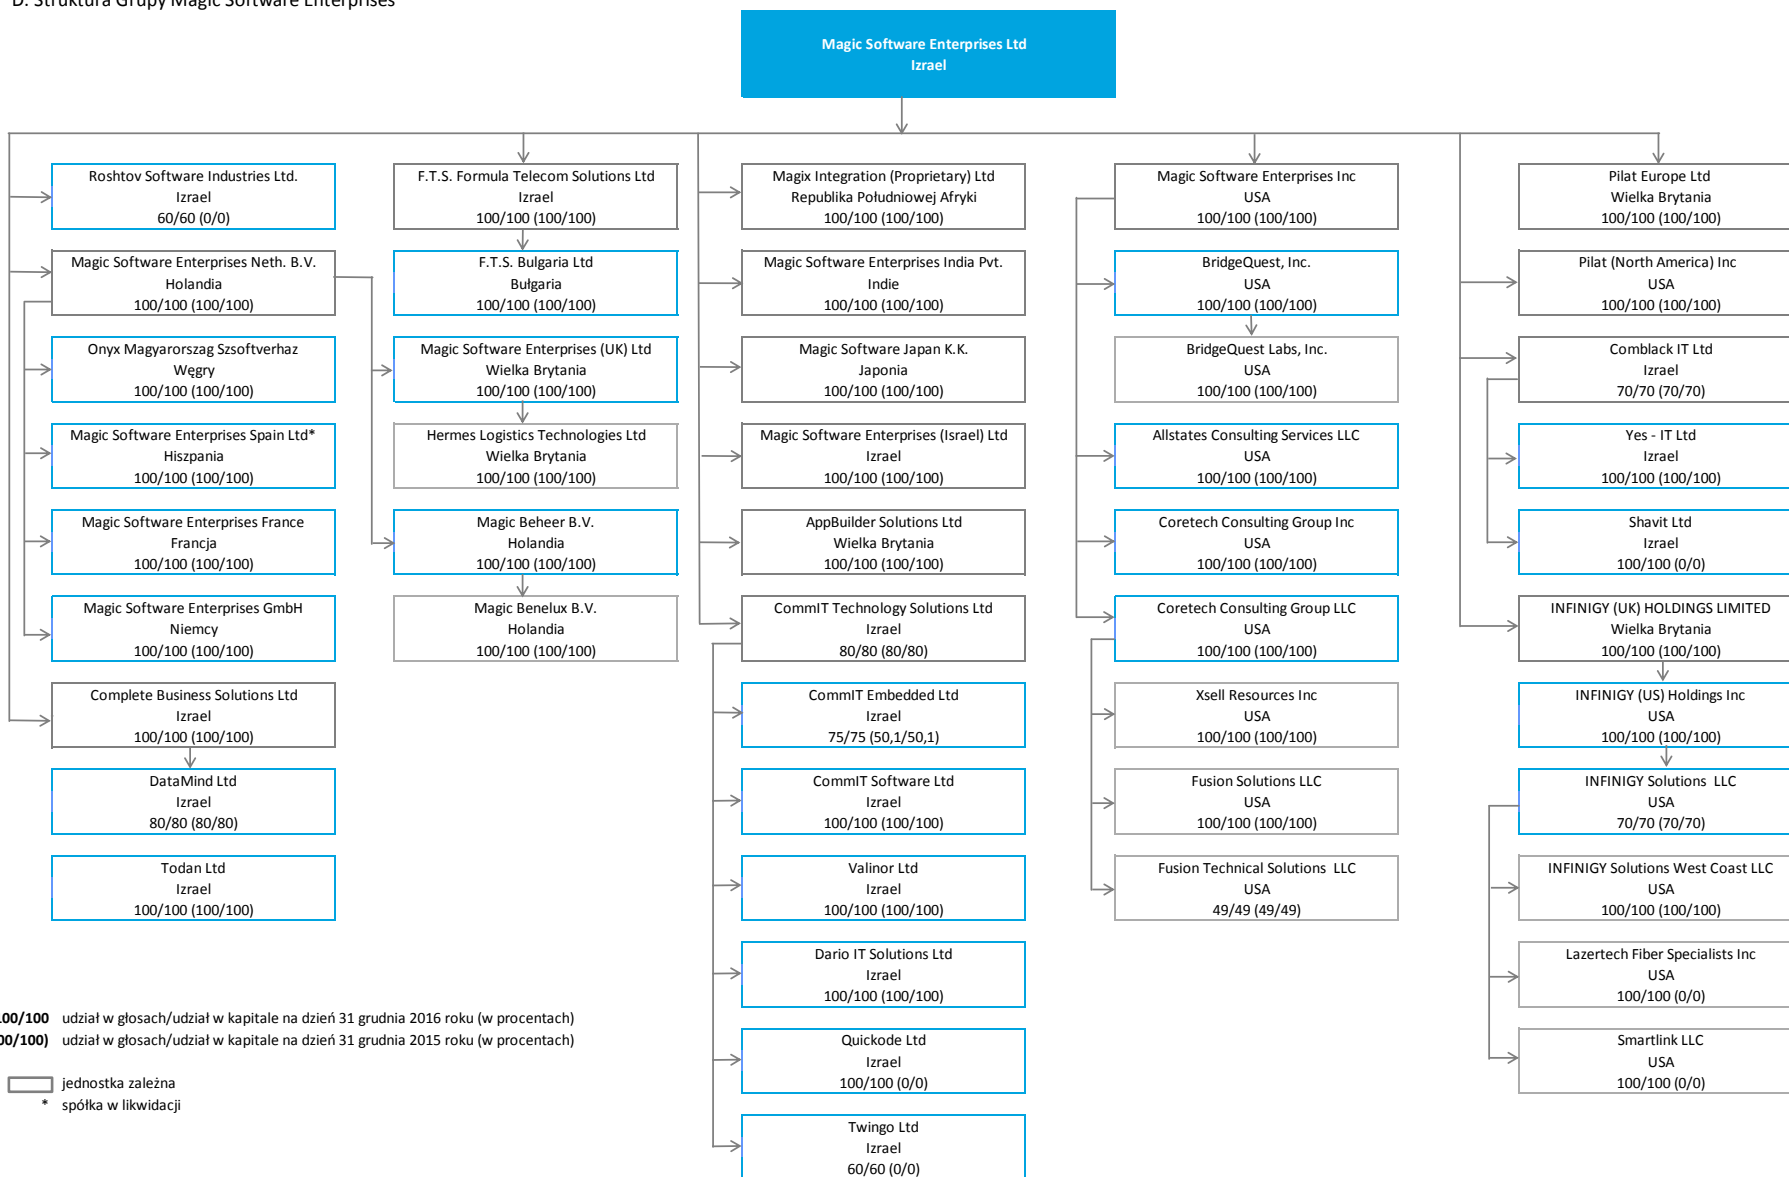 D. Struktura Grupy Magic Software Enterprises
Magic Software Enterprises Ltd
Izrael
Roshtov Software Industries Ltd.
Izrael
60/60 (0/0)
Magic Software Enterprises Neth. B.V.
Holandia
100/100 (100/100)
Onyx Magyarorszag Szsoftverhaz
Węgry
100/100 (100/100)
Magic Software Enterprises Spain Ltd*
Hiszpania
100/100 (100/100)
Magic Software Enterprises France
Francja
100/100 (100/100)
Magic Software Enterprises GmbH
Niemcy
100/100 (100/100)
Complete Business Solutions Ltd
Izrael
100/100 (100/100)
DataMind Ltd
Izrael
80/80 (80/80)
Todan Ltd
Izrael
100/100 (100/100)
F.T.S. Formula Telecom Solutions Ltd
Izrael
100/100 (100/100)
F.T.S. Bulgaria Ltd
Bułgaria
100/100 (100/100)
Magic Software Enterprises (UK) Ltd
Wielka Brytania
100/100 (100/100)
Hermes Logistics Technologies Ltd
Wielka Brytania
100/100 (100/100)
Magic Beheer B.V.
Holandia
100/100 (100/100)
Magic Benelux B.V.
Holandia
100/100 (100/100)
Magix Integration (Proprietary) Ltd
Republika Południowej Afryki
100/100 (100/100)
Magic Software Enterprises India Pvt.
Indie
100/100 (100/100)
Magic Software Japan K.K.
Japonia
100/100 (100/100)
Magic Software Enterprises (Israel) Ltd
Izrael
100/100 (100/100)
AppBuilder Solutions Ltd
Wielka Brytania
100/100 (100/100)
CommIT Technology Solutions Ltd
Izrael
80/80 (80/80)
CommIT Embedded Ltd
Izrael
75/75 (50,1/50,1)
CommIT Software Ltd
Izrael
100/100 (100/100)
Valinor Ltd
Izrael
100/100 (100/100)
Dario IT Solutions Ltd
Izrael
100/100 (100/100)
Quickode Ltd
Izrael
100/100 (0/0)
Twingo Ltd
Izrael
60/60 (0/0)
Magic Software Enterprises Inc
USA
100/100 (100/100)
BridgeQuest, Inc.
USA
100/100 (100/100)
BridgeQuest Labs, Inc.
USA
100/100 (100/100)
Allstates Consulting Services LLC
USA
100/100 (100/100)
Coretech Consulting Group Inc
USA
100/100 (100/100)
Coretech Consulting Group LLC
USA
100/100 (100/100)
Xsell Resources Inc
USA
100/100 (100/100)
Fusion Solutions LLC
USA
100/100 (100/100)
Fusion Technical Solutions LLC
USA
49/49 (49/49)
Pilat Europe Ltd
Wielka Brytania
100/100 (100/100)
Pilat (North America) Inc
USA
100/100 (100/100)
Comblack IT Ltd
Izrael
70/70 (70/70)
Yes - IT Ltd
Izrael
100/100 (100/100)
Shavit Ltd
Izrael
100/100 (0/0)
INFINIGY (UK) HOLDINGS LIMITED
Wielka Brytania
100/100 (100/100)
INFINIGY (US) Holdings Inc
USA
100/100 (100/100)
INFINIGY Solutions LLC
USA
70/70 (70/70)
INFINIGY Solutions West Coast LLC
USA
100/100 (100/100)
Lazertech Fiber Specialists Inc
USA
100/100 (0/0)
Smartlink LLC
USA
100/100 (0/0)
100/100 udział w głosach/udział w kapitale na dzień 31 grudnia 2016 roku (w procentach)
00/100) udział w głosach/udział w kapitale na dzień 31 grudnia 2015 roku (w procentach)
jednostka zależna
* spółka w likwidacji